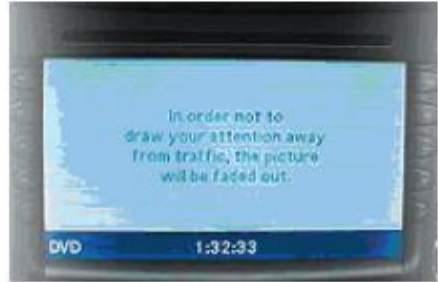 In order not to
draw your attention away
from traffic, the picture
will be faded out.
DVD 1:32:33